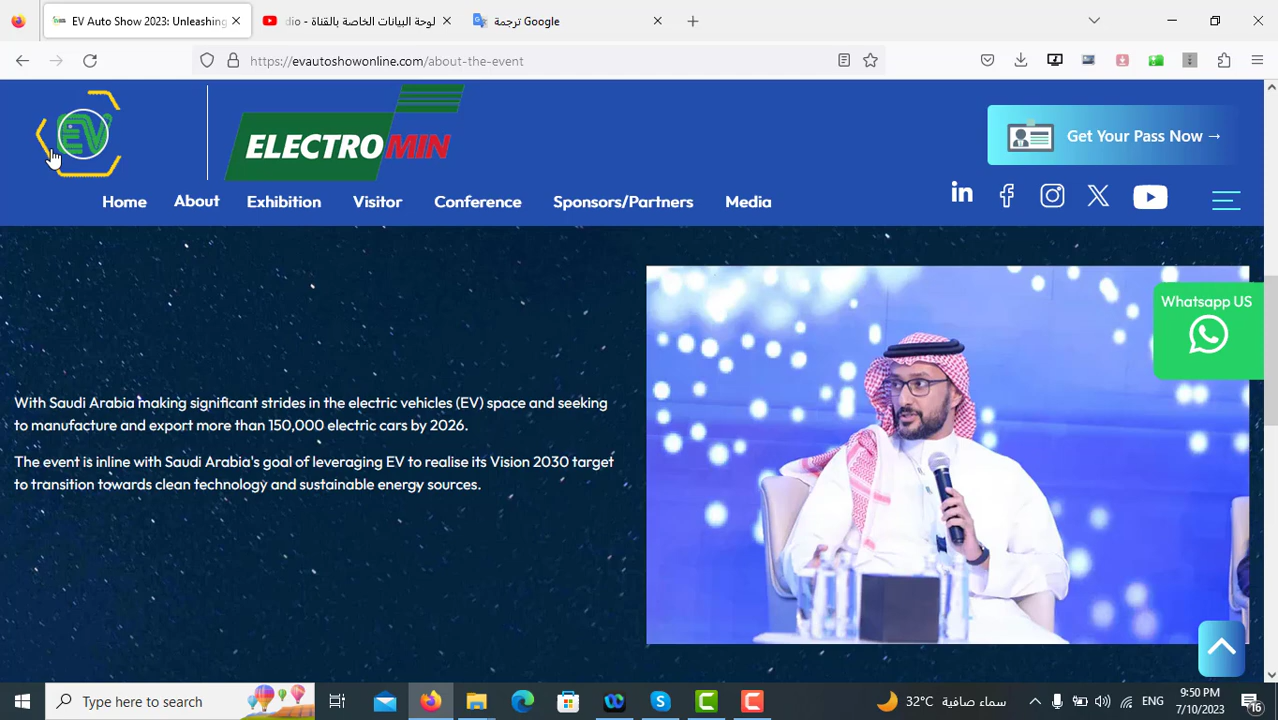 EV Auto Show 2023: Unleashing
لوحة البيانات الخاصة بالقناة - dio
ترجمة Google
https://evautoshowonline.com/about-the-event
EV
ELECTROMIN
Get Your Pass Now →
Home
About
Exhibition
Visitor
Conference
Sponsors/Partners
Media
Whatsapp US
With Saudi Arabia making significant strides in the electric vehicles (EV) space and seeking
to manufacture and export more than 150,000 electric cars by 2026.
The event is inline with Saudi Arabia's goal of leveraging EV to realise its Vision 2030 target
to transition towards clean technology and sustainable energy sources.
Type here to search
32°C سماء صافية
ENG
9:50 PM
7/10/2023
16